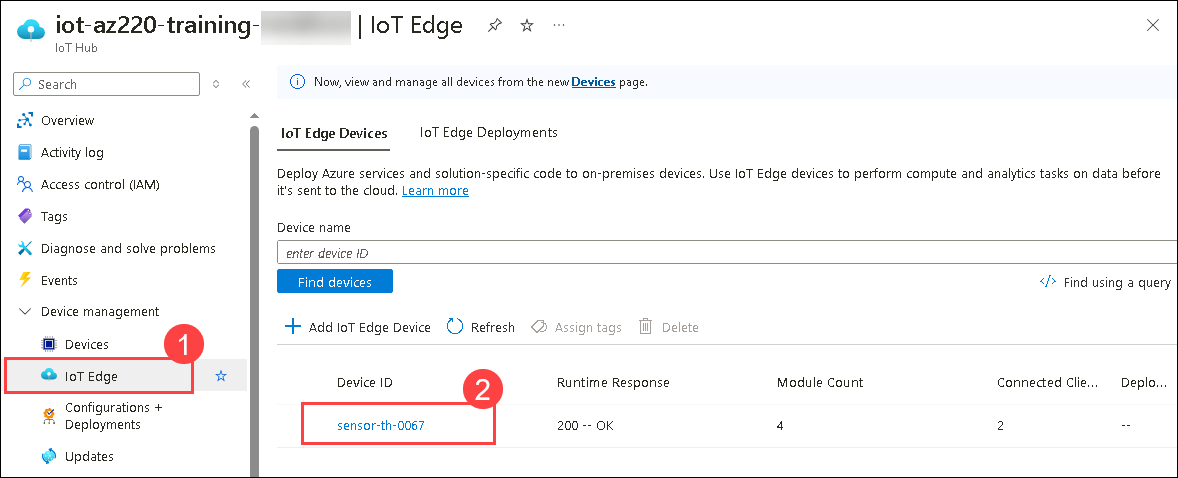 iot-az220-training- | IoT Edge
IoT Hub
Search
Overview
Activity log
Access control (IAM)
Tags
Diagnose and solve problems
Events
Device management
Devices
1
IoT Edge
Configurations +
Deployments
Updates
Now, view and manage all devices from the new Devices page.
IoT Edge Devices IoT Edge Deployments
Deploy Azure services and solution-specific code to on-premises devices. Use IoT Edge devices to perform compute and analytics tasks on data before
it's sent to the cloud. Learn more
Device name
enter device ID
Find devices
Find using a query
Add IoT Edge Device Refresh Assign tags Delete
Device ID Runtime Response Module Count Connected Clie... Deplo...
2
sensor-th-0067 200 -- OK 4 2 --